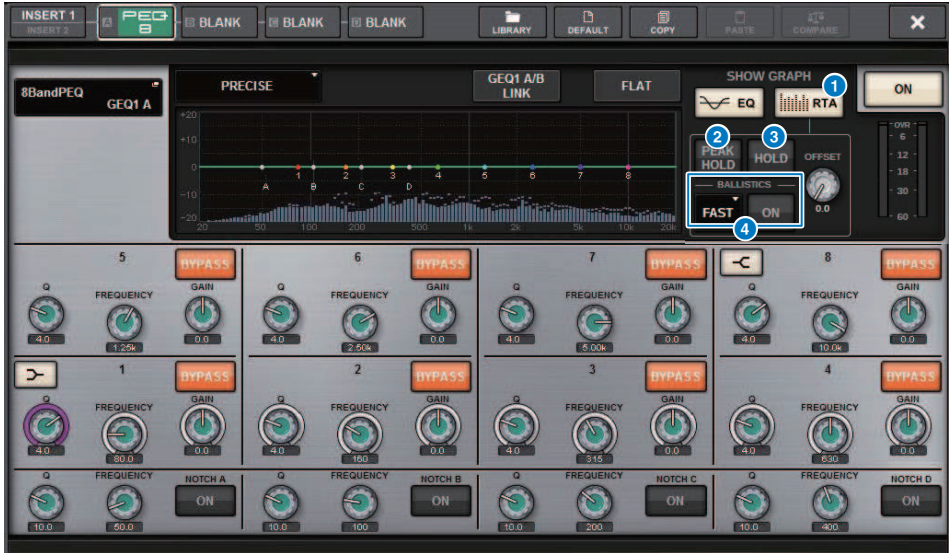 INSERT 1
INSERT 2
A PEQ 8
B BLANK
C BLANK
D BLANK
LIBRARY
DEFAULT
COPY
PASTE
COMPARE
8BandPEQ
GEQ1 A
PRECISE
GEQ1 A/B
LINK
FLAT
SHOW GRAPH
EQ
RTA
1
ON
2
3
PEAK
HOLD
HOLD
OFFSET
0.0
BALLISTICS
FAST
ON
4
+20
+10
0
-10
-20
1 2 3 4 5 6 7 8
A B C D
20 50 100 200 500 1k 2k 5k 10k 20k
OVR
6
12
18
30
60
5 BYPASS 6 BYPASS 7 BYPASS 8 BYPASS
Q FREQUENCY GAIN Q FREQUENCY GAIN Q FREQUENCY GAIN Q FREQUENCY GAIN
4.0 1.25k 0.0 4.0 2.50k 0.0 4.0 5.00k 0.0 4.0 10.0k 0.0
1 BYPASS 2 BYPASS 3 BYPASS 4 BYPASS
Q FREQUENCY GAIN Q FREQUENCY GAIN Q FREQUENCY GAIN Q FREQUENCY GAIN
4.0 80.0 0.0 4.0 160 0.0 4.0 315 0.0 4.0 630 0.0
Q FREQUENCY NOTCH A Q FREQUENCY NOTCH B Q FREQUENCY NOTCH C Q FREQUENCY NOTCH D
ON ON ON ON
10.0 50.0 10.0 100 10.0 200 10.0 400